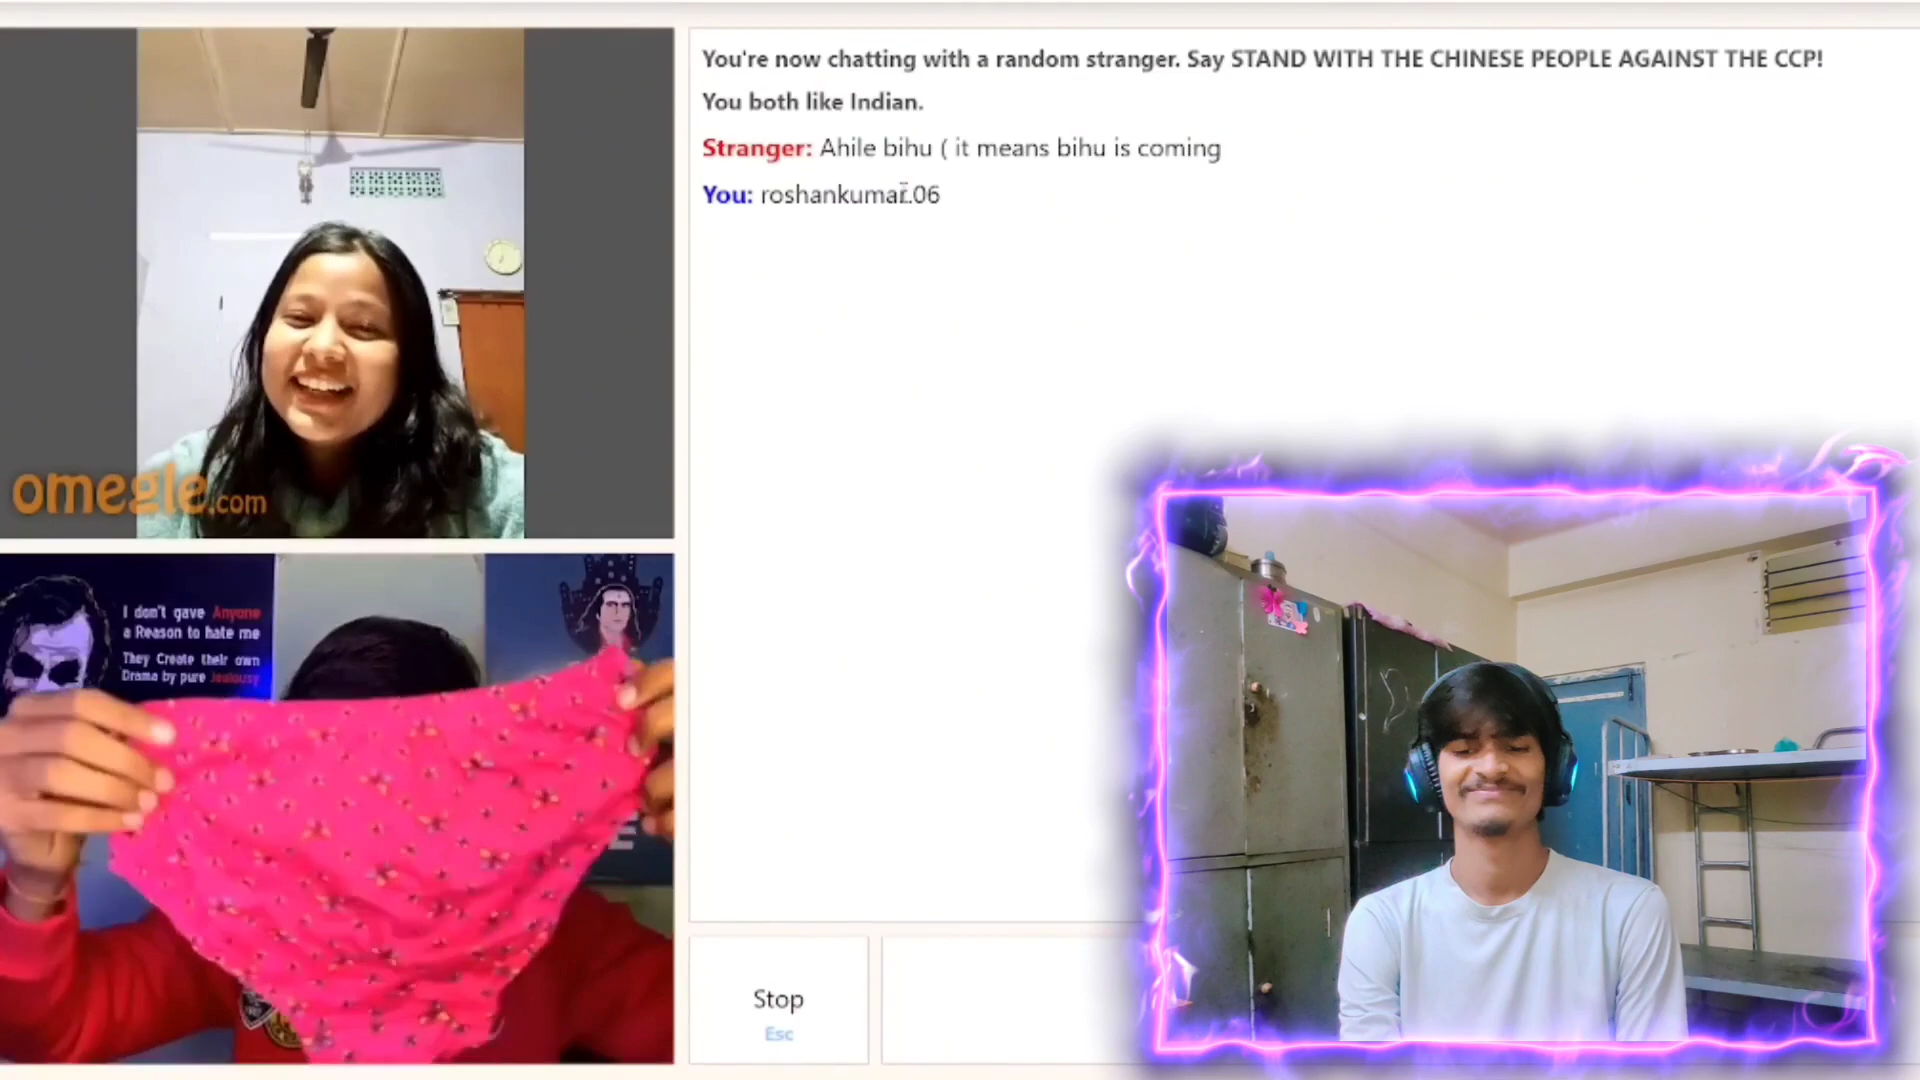 You're now chatting with a random stranger. Say STAND WITH THE CHINESE PEOPLE AGAINST THE CCP!
You both like Indian.
Stranger: Ahile bihu ( it means bihu is coming
You: roshankumar.06
omegle.com
I don't gave Anyone
a Reason to hate me
They Create their own
Drama by pure Jealousy
Stop
Esc